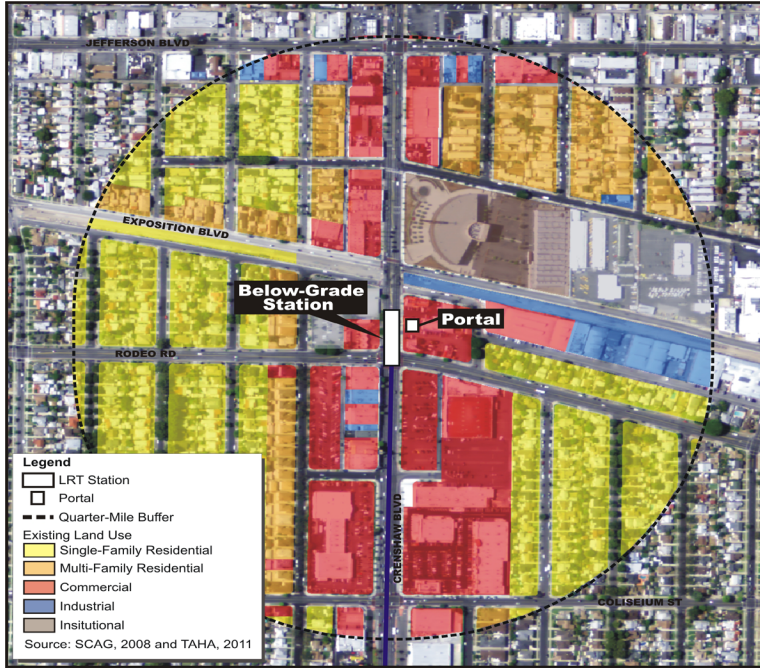 JEFFERSON BLVD
EXPOSITION BLVD
Below-Grade
Station
Portal
RODEO RD
CRENSHAW BLVD
COLISEIUM ST
Legend
LRT Station
Portal
Quarter-Mile Buffer
Existing Land Use
Single-Family Residential
Multi-Family Residential
Commercial
Industrial
Insitutional
Source: SCAG, 2008 and TAHA, 2011